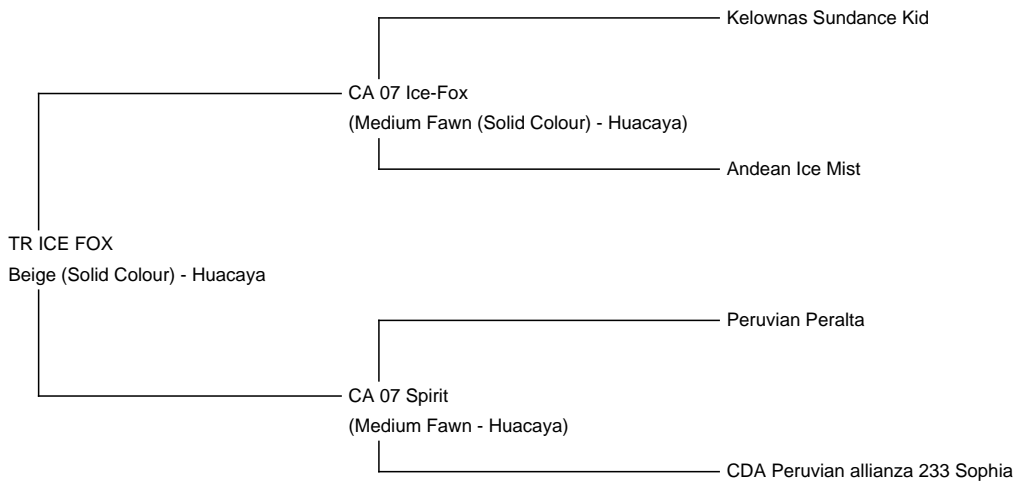 Kelownas Sundance Kid
CA 07 Ice-Fox
(Medium Fawn (Solid Colour) - Huacaya)
Andean Ice Mist
TR ICE FOX
Beige (Solid Colour) - Huacaya
Peruvian Peralta
CA 07 Spirit
(Medium Fawn - Huacaya)
CDA Peruvian allianza 233 Sophia